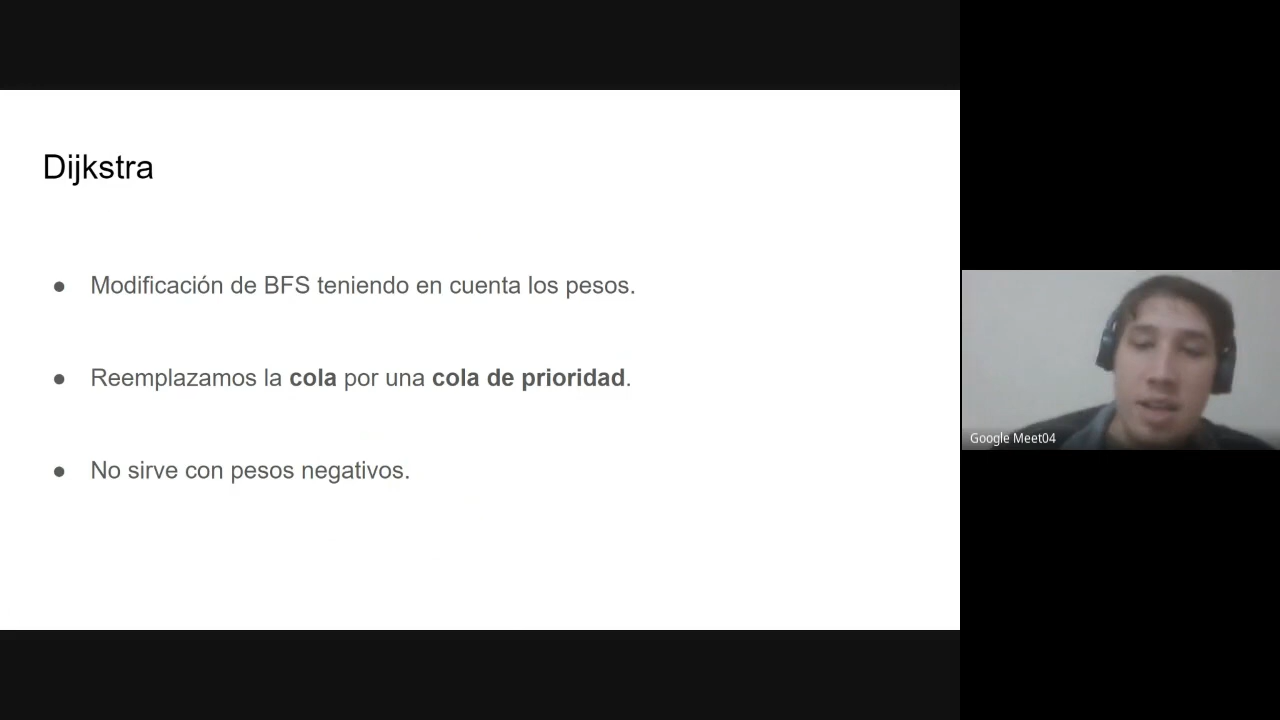 Dijkstra
● Modificación de BFS teniendo en cuenta los pesos.
● Reemplazamos la cola por una cola de prioridad.
● No sirve con pesos negativos.
Google Meet04